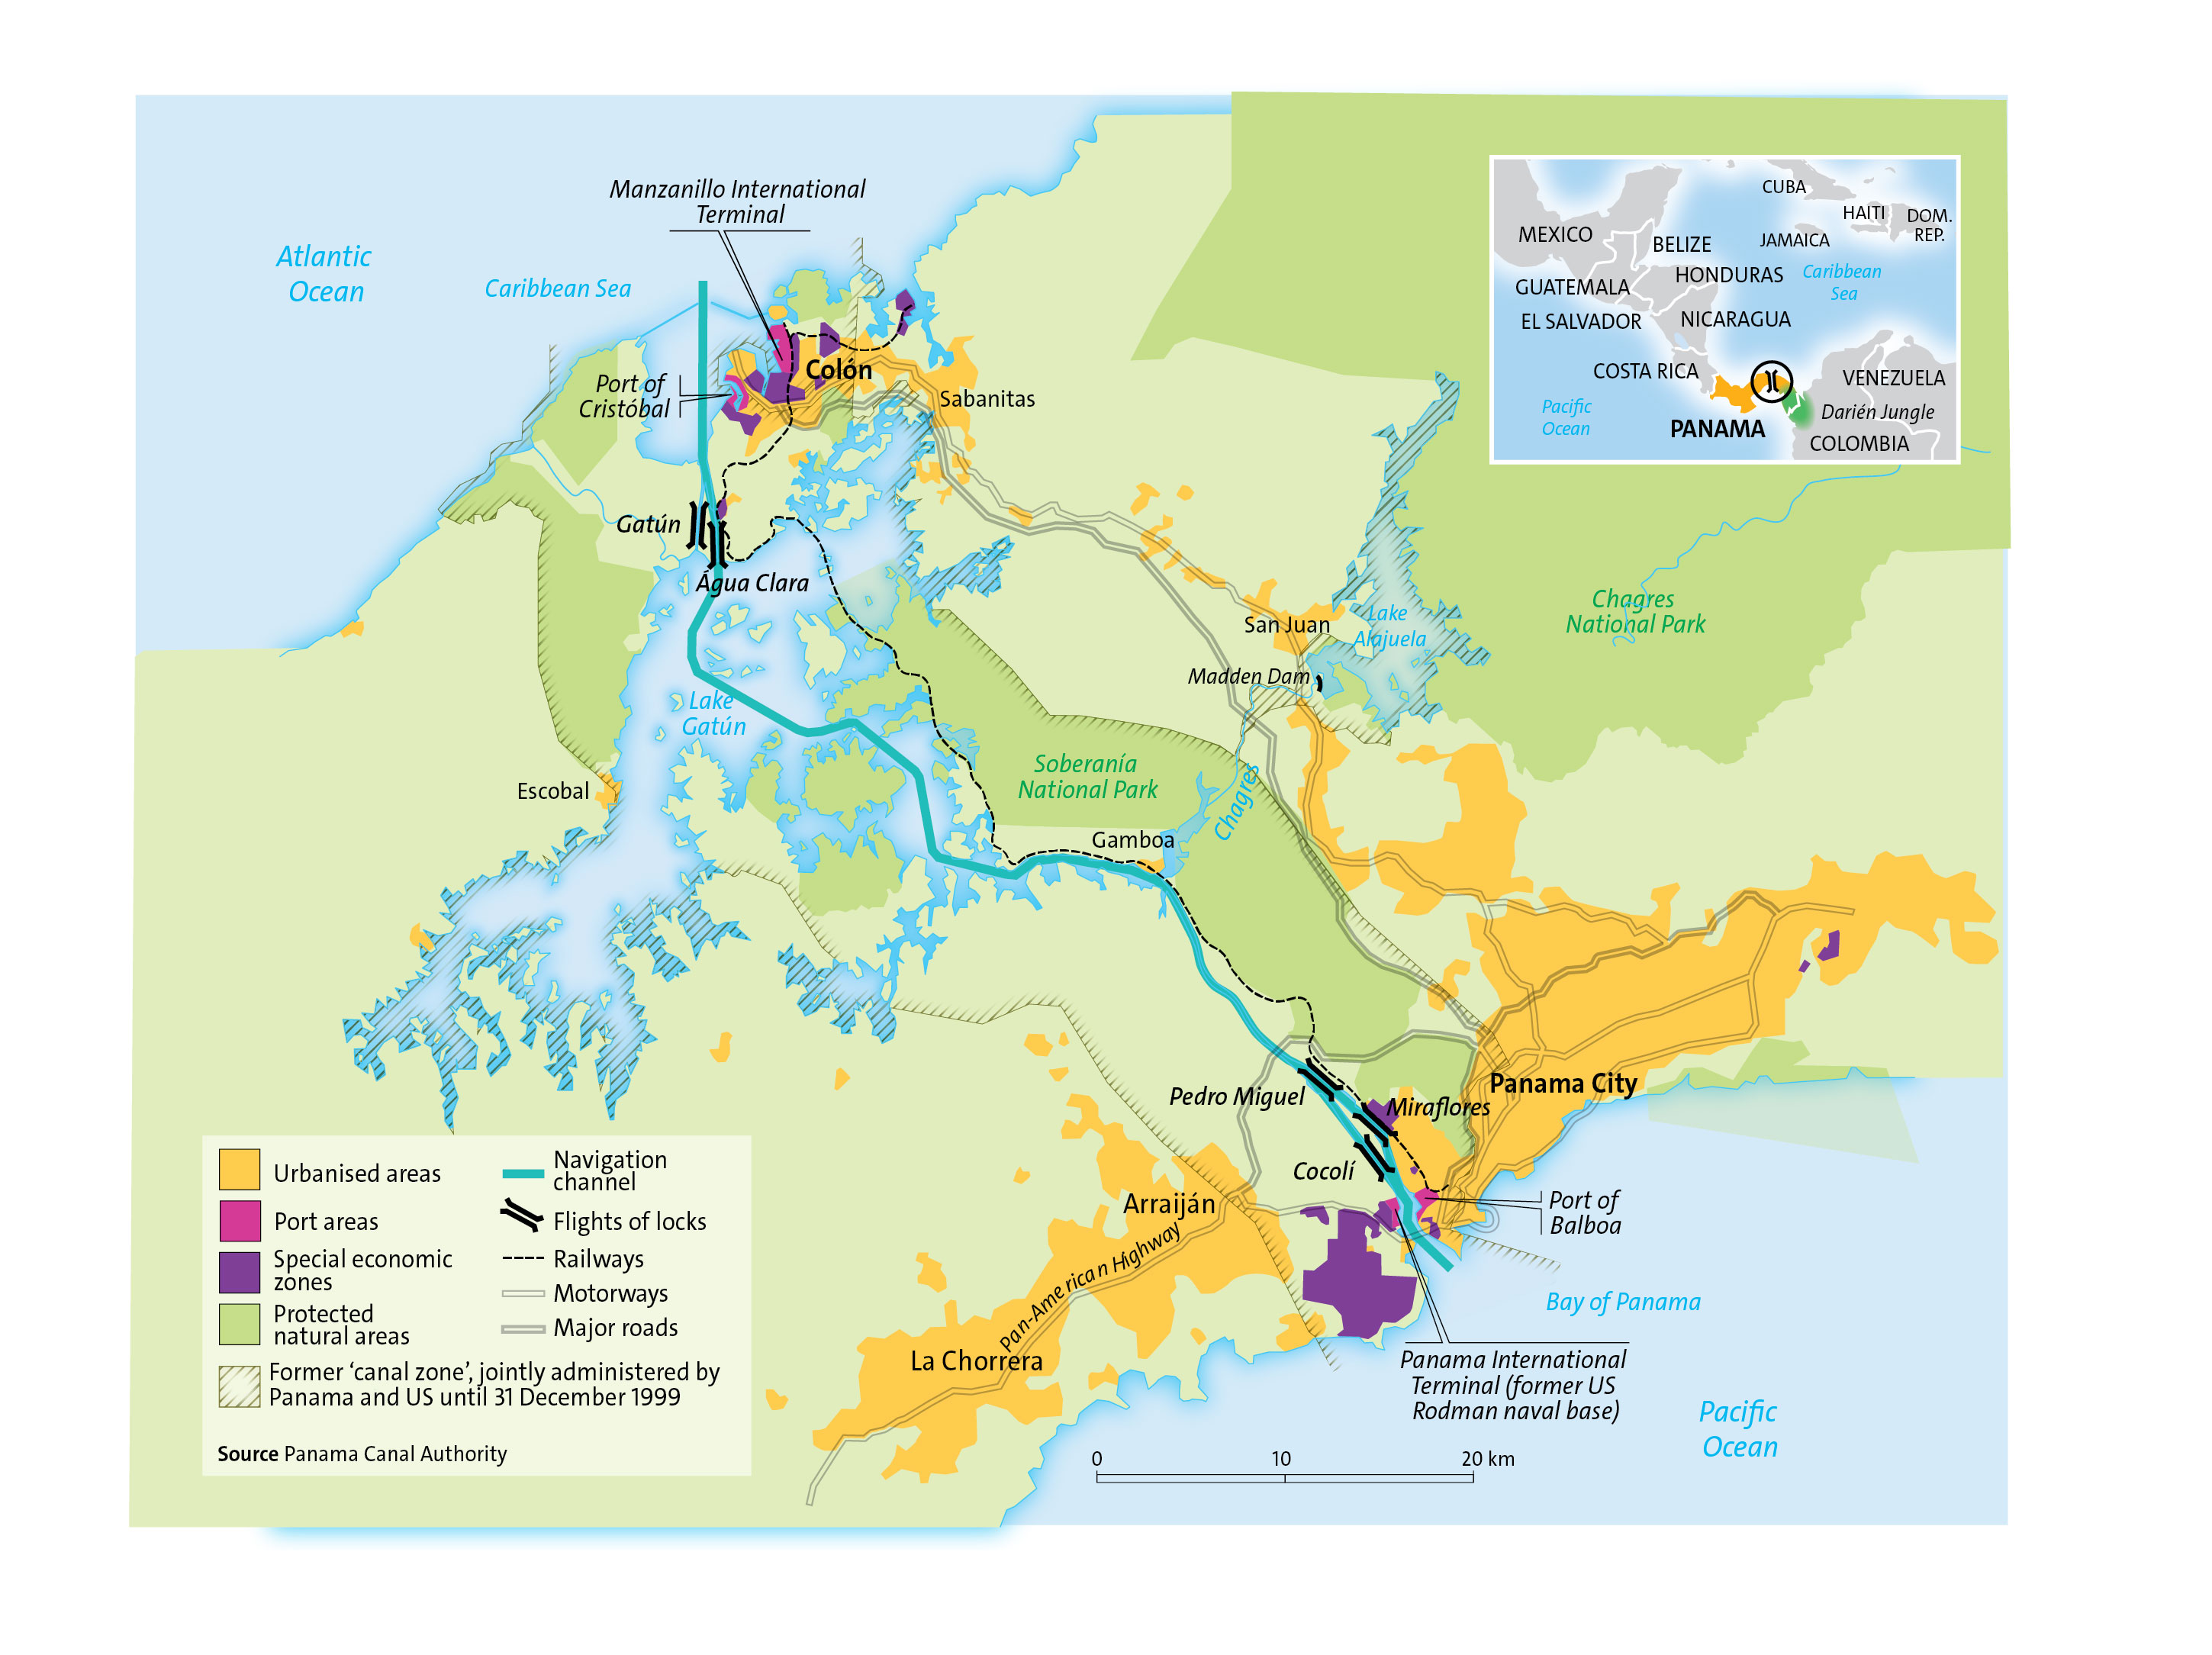 Manzanillo International
Terminal
Atlantic
Ocean
Caribbean Sea
Port of
Cristóbal
Colón
Sabanitas
Gatún
Agua Clara
Lake
Gatún
Escobal
San Juan
Madden Dam
Lake
Alajuela
Chagres
National Park
Soberanía
National Park
Chagres
Gamboa
Pedro Miguel
Miraflores
Cocolí
Panama City
Arraiján
Pan-American Highway
La Chorrera
Port of
Balboa
Bay of Panama
Panama International
Terminal (former US
Rodman naval base)
Pacific
Ocean
0 10 20 km
MEXICO
CUBA
HAITI
DOM.
REP.
BELIZE
JAMAICA
HONDURAS
Caribbean
Sea
GUATEMALA
EL SALVADOR
NICARAGUA
COSTA RICA
VENEZUELA
Pacific
Ocean
Darién Jungle
PANAMA
COLOMBIA
Urbanised areas
Port areas
Special economic
zones
Protected
natural areas
Navigation
channel
Flights of locks
Railways
Motorways
Major roads
Former ‘canal zone’, jointly administered by
Panama and US until 31 December 1999
Source Panama Canal Authority